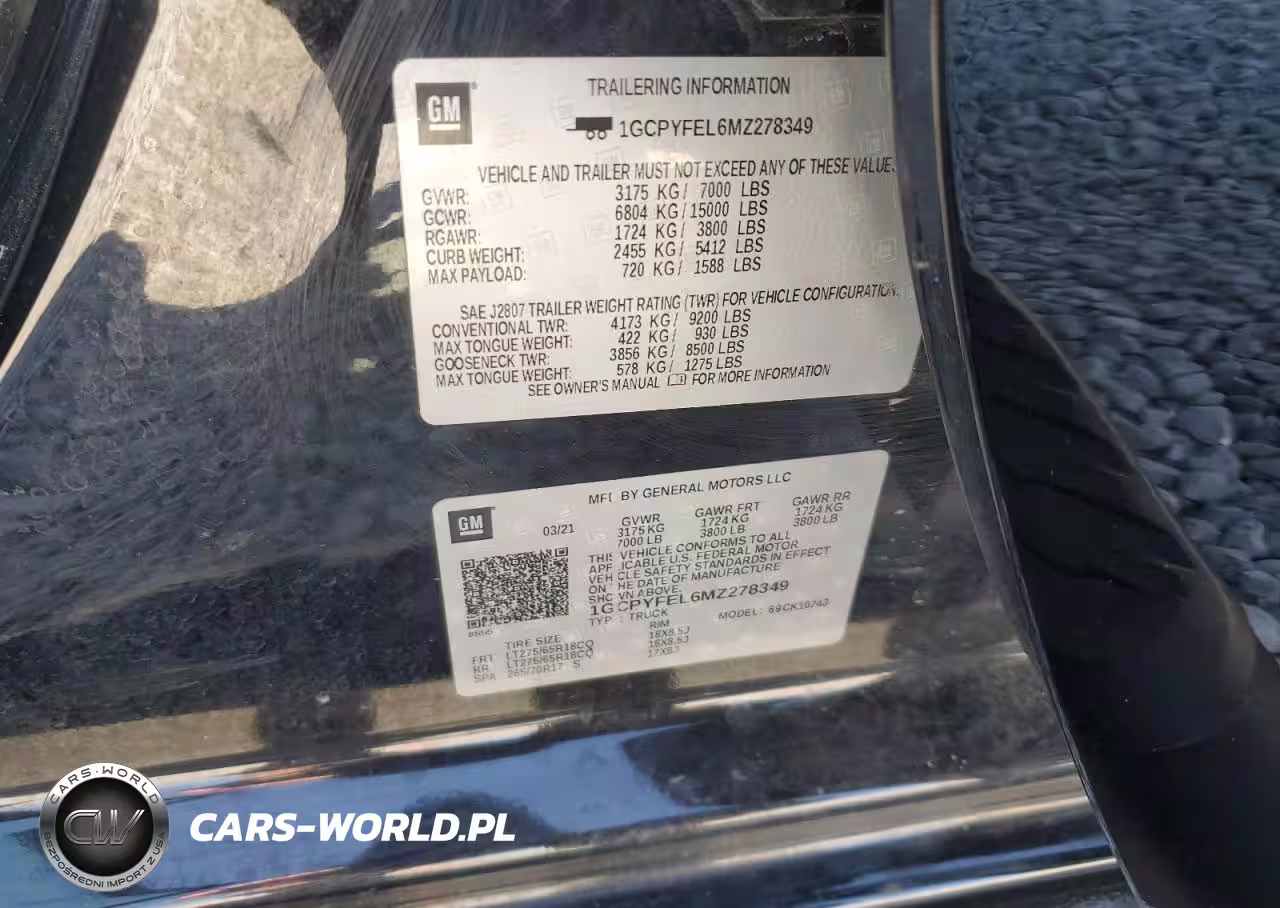 GM
TRAILERING INFORMATION
1GCPYFEL6MZ278349
VEHICLE AND TRAILER MUST NOT EXCEED ANY OF THESE VALUE
GVWR: 3175 KG/ 7000 LBS
GCWR: 6804 KG/15000 LBS
RGAWR: 1724 KG/ 3800 LBS
CURB WEIGHT: 2455 KG/ 5412 LBS
MAX PAYLOAD: 720 KG/ 1588 LBS
SAE J2807 TRAILER WEIGHT RATING (TWR) FOR VEHICLE CONFIGURATION
CONVENTIONAL TWR: 4173 KG/ 9200 LBS
MAX TONGUE WEIGHT: 422 KG/ 930 LBS
GOOSENECK TWR: 3856 KG/ 8500 LBS
MAX TONGUE WEIGHT: 578 KG/ 1275 LBS
SEE OWNER'S MANUAL FOR MORE INFORMATION
GM
MFD BY GENERAL MOTORS LLC
03/21
GVWR GAWR FRT GAWR RR
3175 KG 1724 KG 1724 KG
7000 LB 3800 LB 3800 LB
THIS VEHICLE CONFORMS TO ALL
APPLICABLE U.S. FEDERAL MOTOR
VEHICLE SAFETY STANDARDS IN EFFECT
ON THE DATE OF MANUFACTURE
SHOWN ABOVE.
1GCPYFEL6MZ278349
TYPE: TRUCK MODEL: 69CK10743
TIRE SIZE RIM
FRT LT275/65R18CQ 18X8.5J
RR LT275/65R18CQ 18X8.5J
SPA 265/70R17 S 17X8J
CARS-WORLD
CW
BEZPOŚREDNI IMPORT Z USA
CARS-WORLD.PL